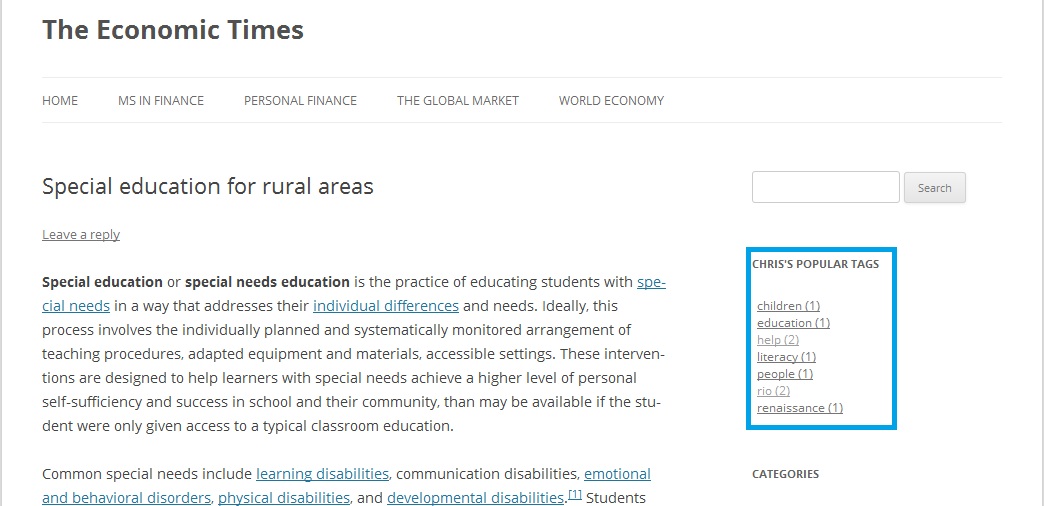 The Economic Times
HOME MS IN FINANCE PERSONAL FINANCE THE GLOBAL MARKET WORLD ECONOMY
Special education for rural areas
Leave a reply
Special education or special needs education is the practice of educating students with spe-
cial needs in a way that addresses their individual differences and needs. Ideally, this
process involves the individually planned and systematically monitored arrangement of
teaching procedures, adapted equipment and materials, accessible settings. These interven-
tions are designed to help learners with special needs achieve a higher level of personal
self-sufficiency and success in school and their community, than may be available if the stu-
dent were only given access to a typical classroom education.
Common special needs include learning disabilities, communication disabilities, emotional
and behavioral disorders, physical disabilities, and developmental disabilities.[1] Students
Search
CHRIS'S POPULAR TAGS
children (1)
education (1)
help (2)
literacy (1)
people (1)
rio (2)
renaissance (1)
CATEGORIES